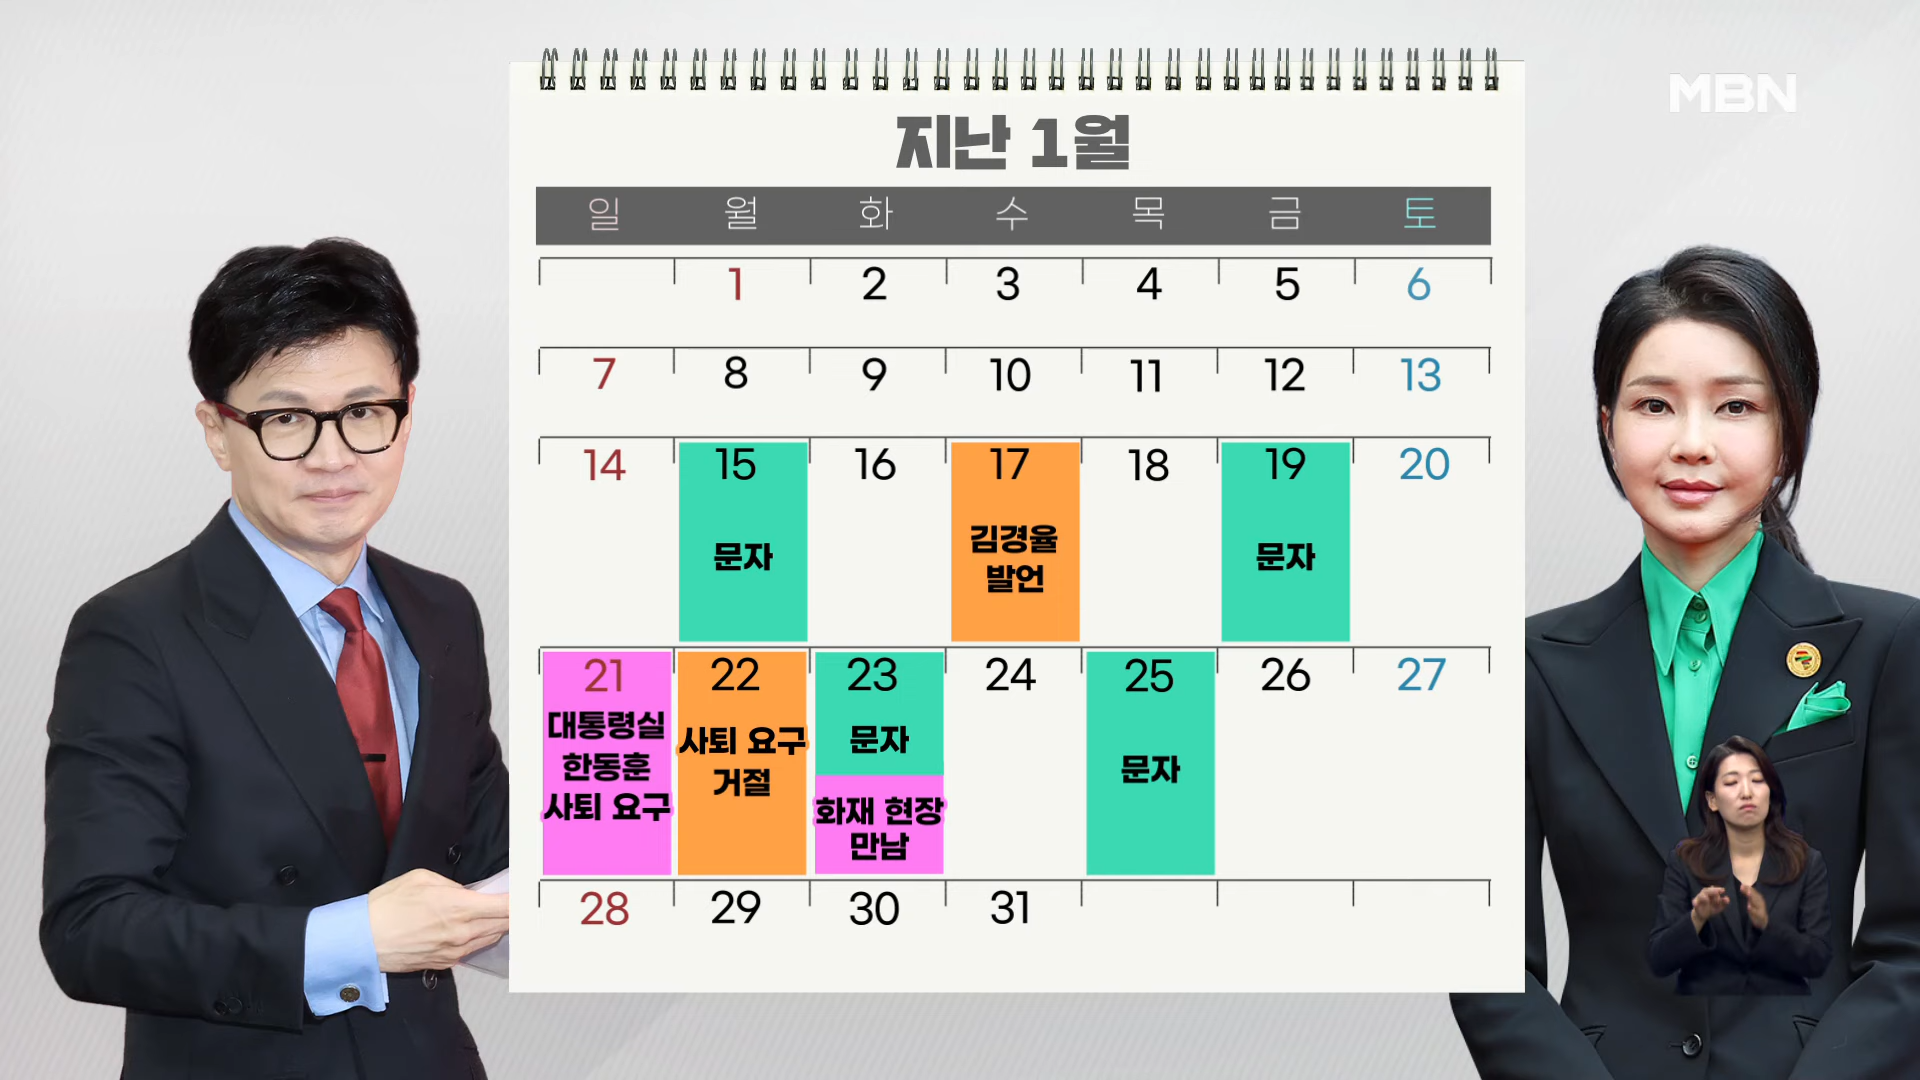 MBN
지난 1월
일 월 화 수 목 금 토
1 2 3 4 5 6
7 8 9 10 11 12 13
14 15 16 17 18 19 20
문자
김경율
발언
문자
21 22 23 24 25 26 27
대통령실
한동훈
사퇴 요구
사퇴 요구
거절
문자
화재 현장
만남
문자
28 29 30 31